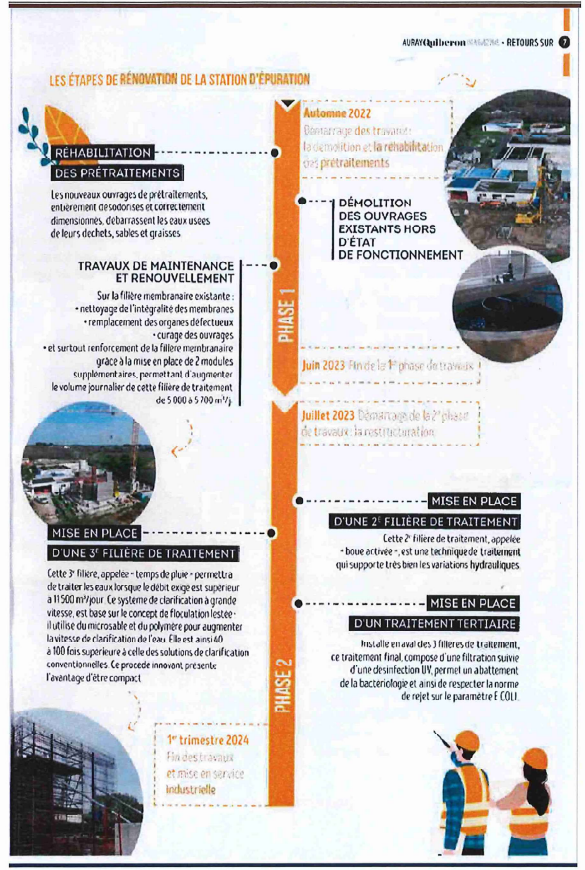 AURAY Quiberon MAGAZINE • RETOURS SUR 7
LES ÉTAPES DE RÉNOVATION DE LA STATION D'ÉPURATION
Automne 2022
Démarrage des travaux :
la démolition et la réhabilitation
des prétraitements
RÉHABILITATION
DES PRÉTRAITEMENTS
Les nouveaux ouvrages de prétraitements,
entièrement désodorisés et correctement
dimensionnés, débarrassent les eaux usées
de leurs déchets, sables et graisses
DÉMOLITION
DES OUVRAGES
EXISTANTS HORS
D'ÉTAT
DE FONCTIONNEMENT
TRAVAUX DE MAINTENANCE
ET RENOUVELLEMENT
Sur la filière membranaire existante :
• nettoyage de l'intégralité des membranes
• remplacement des organes défectueux
• curage des ouvrages
• et surtout renforcement de la filière membranaire
grâce à la mise en place de 2 modules
supplémentaires, permettant d'augmenter
le volume journalier de cette filière de traitement
de 5 000 à 5 700 m³/j
PHASE 1
Juin 2023 Fin de la 1re phase de travaux
Juillet 2023 Démarrage de la 2e phase
de travaux : la restructuration
MISE EN PLACE
D'UNE 2E FILIÈRE DE TRAITEMENT
Cette 2e filière de traitement, appelée
« boue activée », est une technique de traitement
qui supporte très bien les variations hydrauliques
MISE EN PLACE
D'UNE 3E FILIÈRE DE TRAITEMENT
Cette 3e filière, appelée « temps de pluie » permettra
de traiter les eaux lorsque le débit exigé est supérieur
à 11500 m³/jour. Ce système de clarification à grande
vitesse, est basé sur le concept de floculation lestée :
il utilise du microsable et du polymère pour augmenter
la vitesse de clarification de l'eau. Elle est ainsi 40
à 100 fois supérieure à celle des solutions de clarification
conventionnelles. Ce procédé innovant présente
l'avantage d'être compact
MISE EN PLACE
D'UN TRAITEMENT TERTIAIRE
Installé en aval des 3 filières de traitement,
ce traitement final, composé d'une filtration suivie
d'une désinfection UV, permet un abattement
de la bactériologie et ainsi de respecter la norme
de rejet sur le paramètre E.COLI.
PHASE 2
1er trimestre 2024
Fin des travaux
et mise en service
industrielle